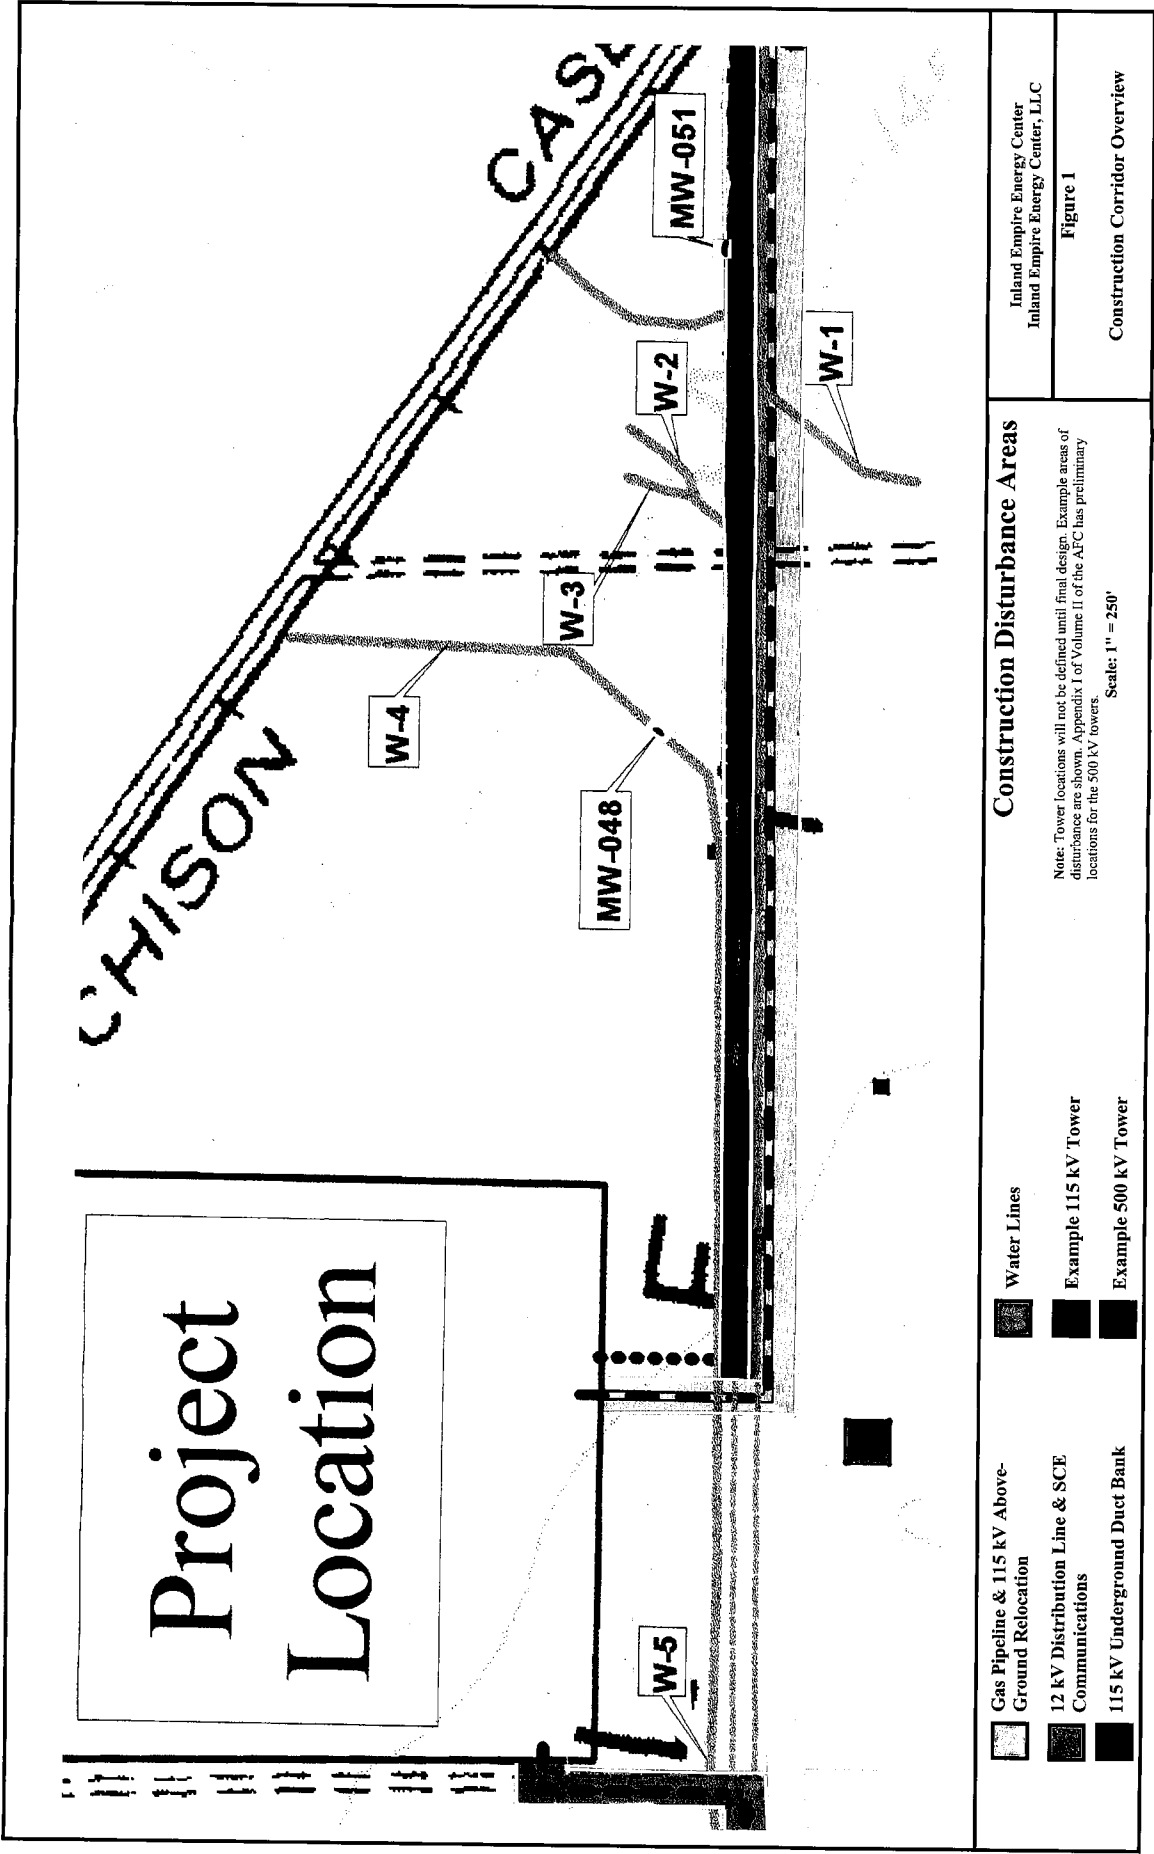 Project
Location
CHISON
CAS
W-5
MW-048
W-4
W-3
W-2
W-1
MW-051
Construction Disturbance Areas
Note: Tower locations will not be defined until final design. Example areas of
disturbance are shown. Appendix I of Volume II of the AFC has preliminary
locations for the 500 kV towers.
Scale: 1" = 250'
Gas Pipeline & 115 kV Above-
Ground Relocation
12 kV Distribution Line & SCE
Communications
115 kV Underground Duct Bank
Water Lines
Example 115 kV Tower
Example 500 kV Tower
Inland Empire Energy Center
Inland Empire Energy Center, LLC
Figure 1
Construction Corridor Overview